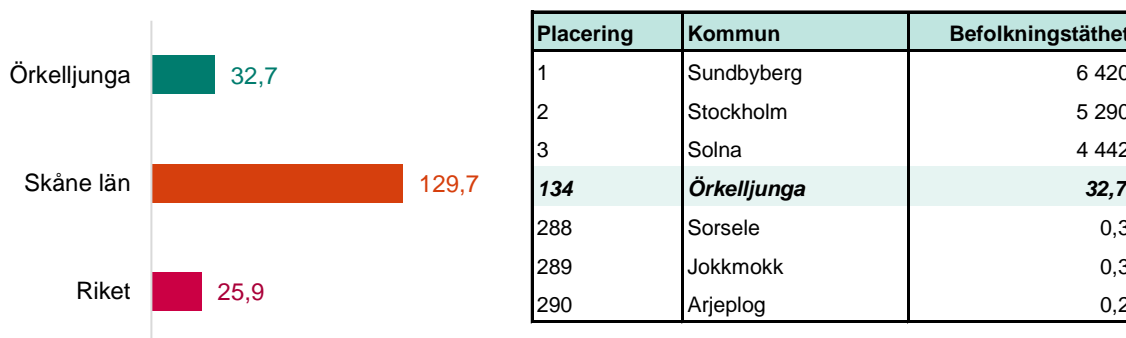 Örkelljunga 32,7
Skåne län 129,7
Riket 25,9
Placering Kommun Befolkningstäthet
1 Sundbyberg 6 420
2 Stockholm 5 290
3 Solna 4 442
134 Örkelljunga 32,7
288 Sorsele 0,3
289 Jokkmokk 0,3
290 Arjeplog 0,2